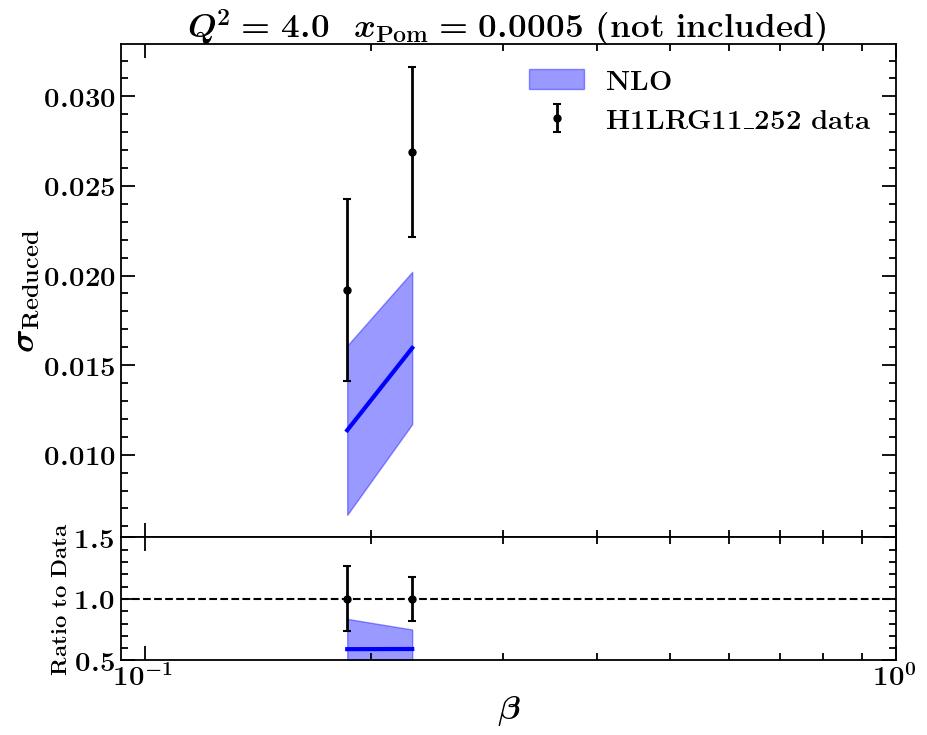 Q² = 4.0 x_Pom = 0.0005 (not included)
NLO
H1LRG11_252 data
σ_Reduced
0.030
0.025
0.020
0.015
0.010
Ratio to Data
1.5
1.0
0.5
10⁻¹
10⁰
β